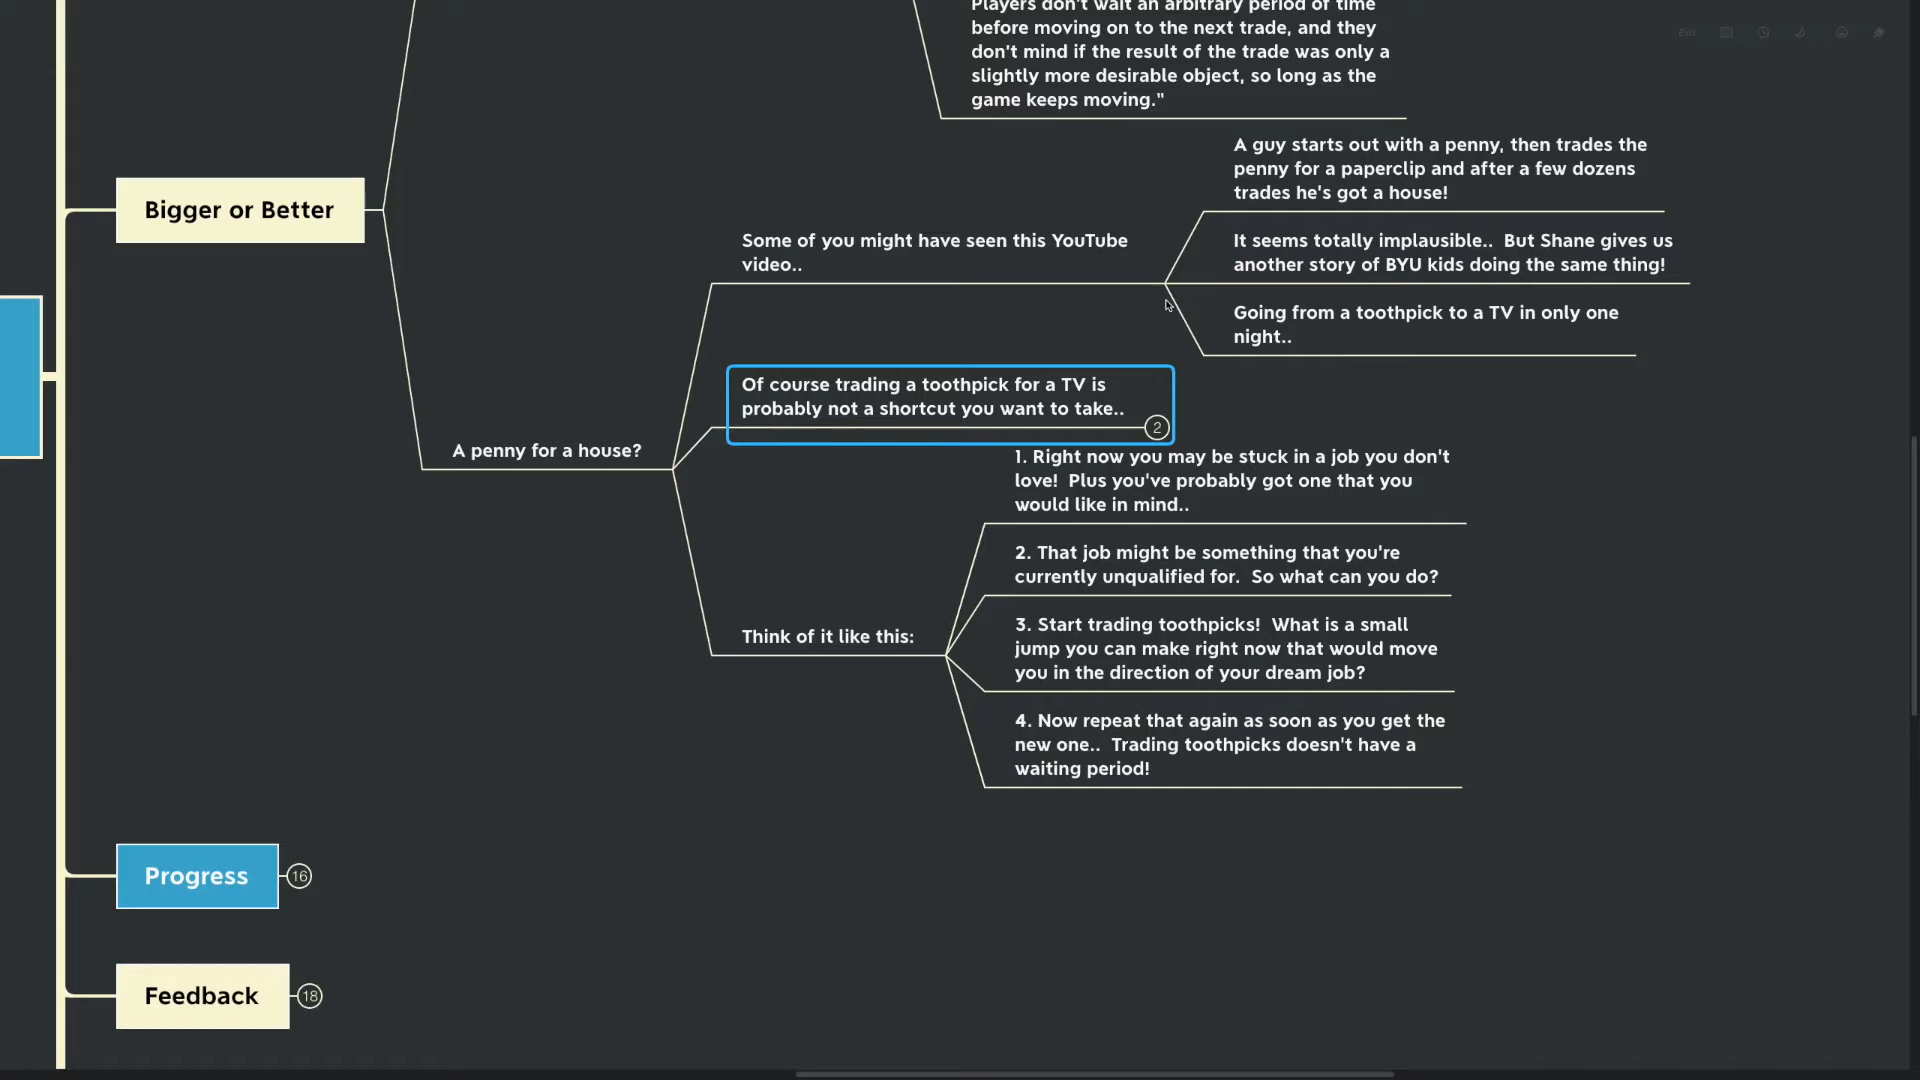 Players don't wait an arbitrary period of time
before moving on to the next trade, and they
don't mind if the result of the trade was only a
slightly more desirable object, so long as the
game keeps moving."
Exit
Bigger or Better
A guy starts out with a penny, then trades the
penny for a paperclip and after a few dozens
trades he's got a house!
Some of you might have seen this YouTube
video..
It seems totally implausible..  But Shane gives us
another story of BYU kids doing the same thing!
Going from a toothpick to a TV in only one
night..
A penny for a house?
Of course trading a toothpick for a TV is
probably not a shortcut you want to take..
2
Think of it like this:
1. Right now you may be stuck in a job you don't
love!  Plus you've probably got one that you
would like in mind..
2. That job might be something that you're
currently unqualified for.  So what can you do?
3. Start trading toothpicks!  What is a small
jump you can make right now that would move
you in the direction of your dream job?
4. Now repeat that again as soon as you get the
new one..  Trading toothpicks doesn't have a
waiting period!
Progress
16
Feedback
18